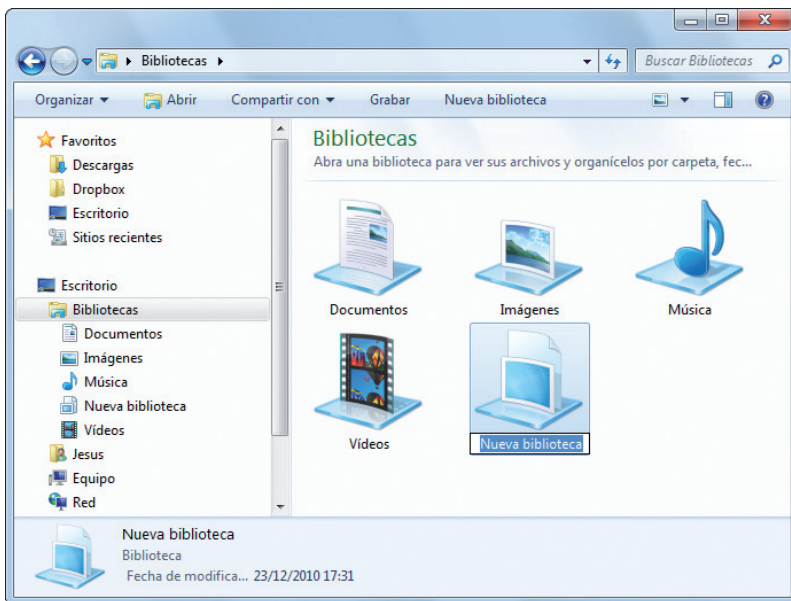 Bibliotecas
Buscar Bibliotecas
Organizar Abrir Compartir con Grabar Nueva biblioteca
Favoritos
Descargas
Dropbox
Escritorio
Sitios recientes
Escritorio
Bibliotecas
Documentos
Imágenes
Música
Nueva biblioteca
Vídeos
Jesus
Equipo
Red
Bibliotecas
Abra una biblioteca para ver sus archivos y organícelos por carpeta, fec...
Documentos Imágenes Música
Vídeos Nueva biblioteca
Nueva biblioteca
Biblioteca
Fecha de modifica... 23/12/2010 17:31